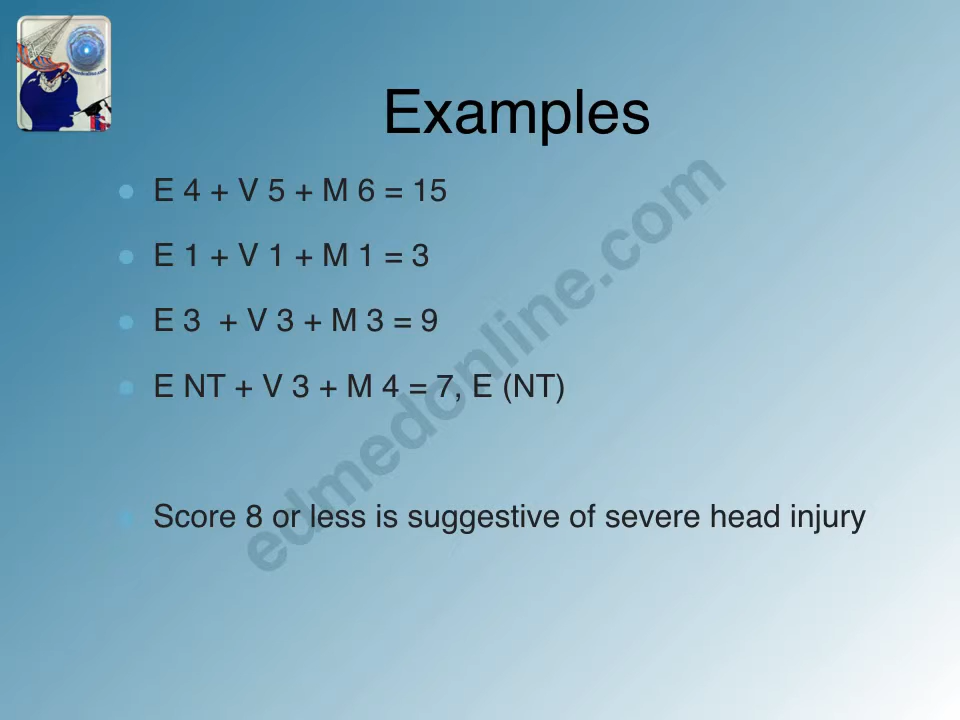 Examples
E 4 + V 5 + M 6 = 15
E 1 + V 1 + M 1 = 3
E 3 + V 3 + M 3 = 9
E NT + V 3 + M 4 = 7, E (NT)
Score 8 or less is suggestive of severe head injury
edmedonline.com